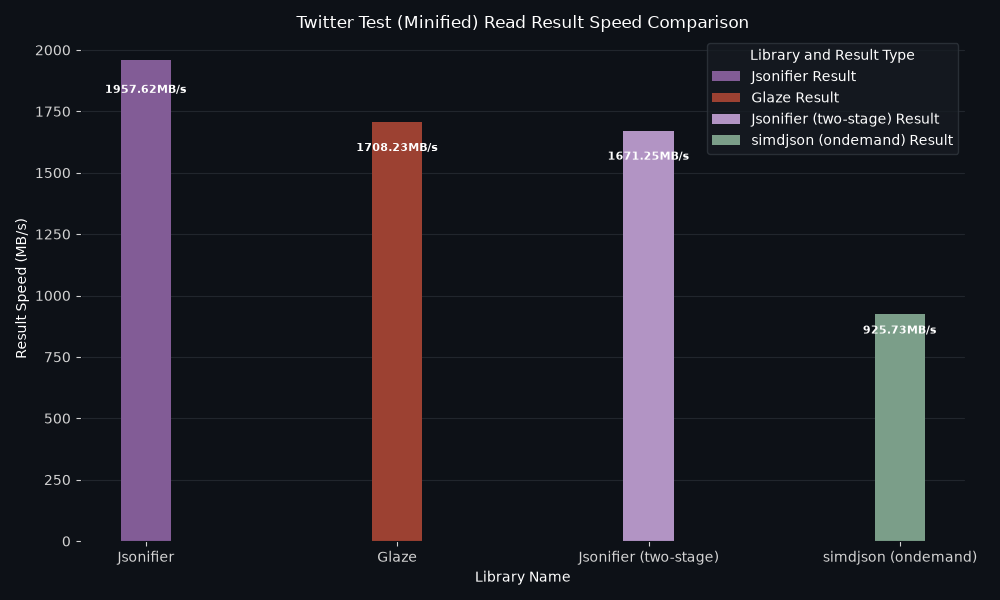 Twitter Test (Minified) Read Result Speed Comparison
Library and Result Type
Jsonifier Result
Glaze Result
Jsonifier (two-stage) Result
simdjson (ondemand) Result
Result Speed (MB/s)
2000
1750
1500
1250
1000
750
500
250
0
1957.62MB/s
1708.23MB/s
1671.25MB/s
925.73MB/s
Jsonifier
Glaze
Jsonifier (two-stage)
simdjson (ondemand)
Library Name